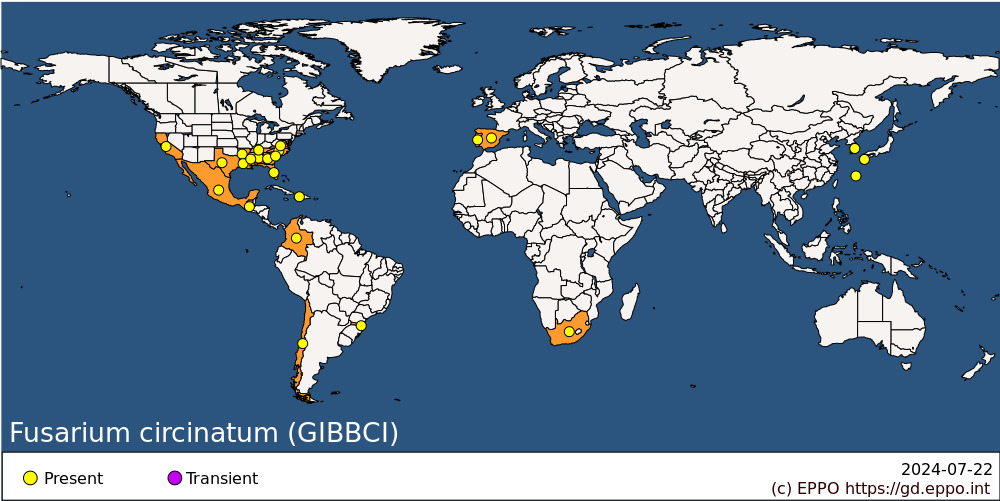 Fusarium circinatum (GIBBCI)
Present
Transient
2024-07-22
(c) EPPO https://gd.eppo.int